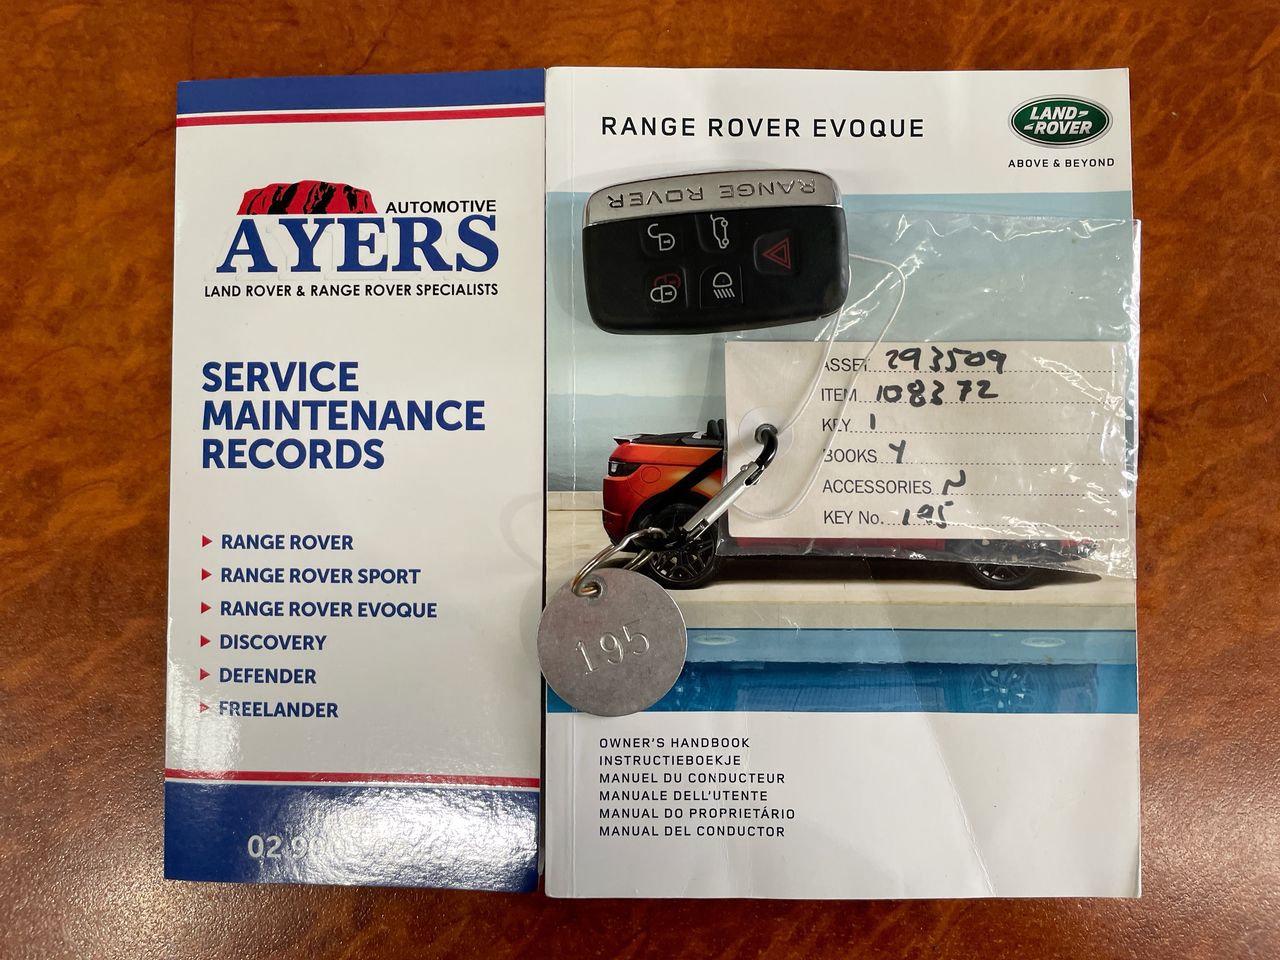 AUTOMOTIVE
AYERS
LAND ROVER & RANGE ROVER SPECIALISTS
SERVICE
MAINTENANCE
RECORDS
RANGE ROVER
RANGE ROVER SPORT
RANGE ROVER EVOQUE
DISCOVERY
DEFENDER
FREELANDER
02
RANGE ROVER EVOQUE
LAND-
-ROVER
ABOVE & BEYOND
RANGE ROVER
ASSET 293509
ITEM 108372
KEY 1
BOOKS Y
ACCESSORIES N
KEY No. 195
195
OWNER'S HANDBOOK
INSTRUCTIEBOEKJE
MANUEL DU CONDUCTEUR
MANUALE DELL'UTENTE
MANUAL DO PROPRIETÁRIO
MANUAL DEL CONDUCTOR